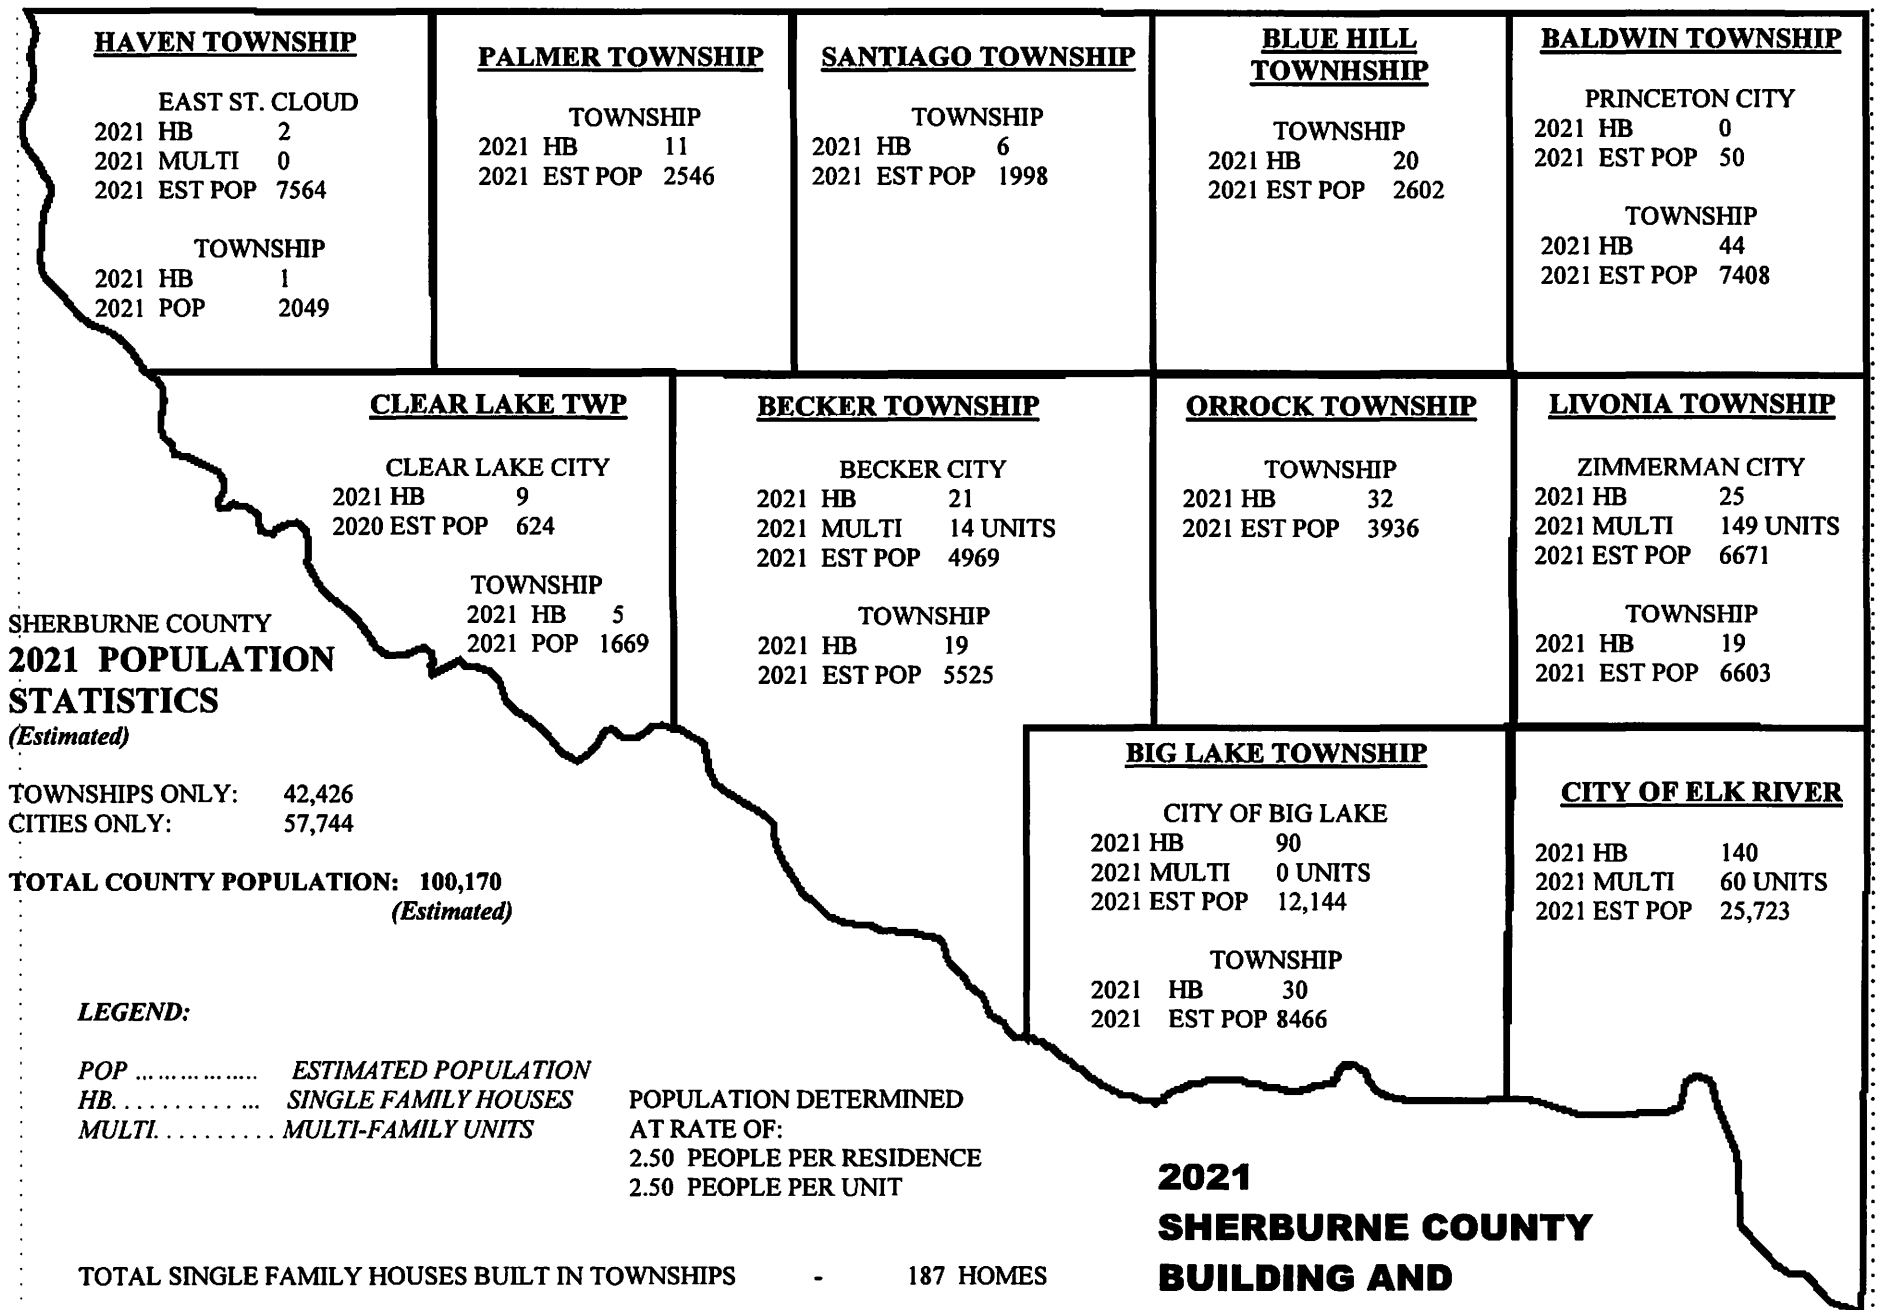 HAVEN TOWNSHIP
EAST ST. CLOUD
2021 HB 2
2021 MULTI 0
2021 EST POP 7564
TOWNSHIP
2021 HB 1
2021 POP 2049
PALMER TOWNSHIP
TOWNSHIP
2021 HB 11
2021 EST POP 2546
SANTIAGO TOWNSHIP
TOWNSHIP
2021 HB 6
2021 EST POP 1998
BLUE HILL
TOWNHSHIP
TOWNSHIP
2021 HB 20
2021 EST POP 2602
BALDWIN TOWNSHIP
PRINCETON CITY
2021 HB 0
2021 EST POP 50
TOWNSHIP
2021 HB 44
2021 EST POP 7408
CLEAR LAKE TWP
CLEAR LAKE CITY
2021 HB 9
2020 EST POP 624
TOWNSHIP
2021 HB 5
2021 POP 1669
BECKER TOWNSHIP
BECKER CITY
2021 HB 21
2021 MULTI 14 UNITS
2021 EST POP 4969
TOWNSHIP
2021 HB 19
2021 EST POP 5525
ORROCK TOWNSHIP
TOWNSHIP
2021 HB 32
2021 EST POP 3936
LIVONIA TOWNSHIP
ZIMMERMAN CITY
2021 HB 25
2021 MULTI 149 UNITS
2021 EST POP 6671
TOWNSHIP
2021 HB 19
2021 EST POP 6603
SHERBURNE COUNTY
2021 POPULATION
STATISTICS
(Estimated)
TOWNSHIPS ONLY: 42,426
CITIES ONLY: 57,744
TOTAL COUNTY POPULATION: 100,170
(Estimated)
BIG LAKE TOWNSHIP
CITY OF BIG LAKE
2021 HB 90
2021 MULTI 0 UNITS
2021 EST POP 12,144
TOWNSHIP
2021 HB 30
2021 EST POP 8466
CITY OF ELK RIVER
2021 HB 140
2021 MULTI 60 UNITS
2021 EST POP 25,723
LEGEND:
POP ................ ESTIMATED POPULATION
HB. . . . . . . . . . ... SINGLE FAMILY HOUSES
MULTI. . . . . . . . . . MULTI-FAMILY UNITS
POPULATION DETERMINED
AT RATE OF:
2.50 PEOPLE PER RESIDENCE
2.50 PEOPLE PER UNIT
TOTAL SINGLE FAMILY HOUSES BUILT IN TOWNSHIPS - 187 HOMES
2021
SHERBURNE COUNTY
BUILDING AND